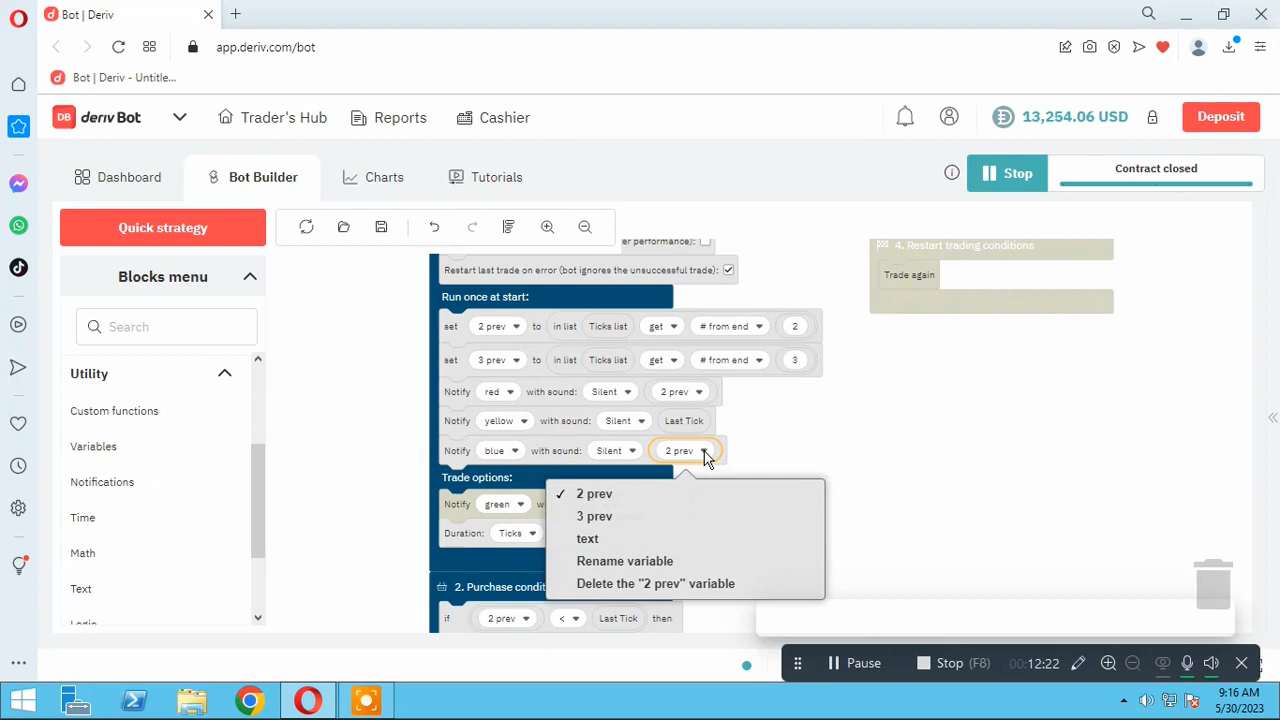 Bot | Deriv
app.deriv.com/bot
Bot | Deriv - Untitle...
DB deriv Bot
Trader's Hub
Reports
Cashier
13,254.06 USD
Deposit
Dashboard
Bot Builder
Charts
Tutorials
Stop
Contract closed
Quick strategy
Blocks menu
Search
Utility
Custom functions
Variables
Notifications
Time
Math
Text
er performance):
Restart last trade on error (bot ignores the unsuccessful trade):
Run once at start:
set 2 prev to in list Ticks list get # from end 2
set 3 prev to in list Ticks list get # from end 3
Notify red with sound: Silent 2 prev
Notify yellow with sound: Silent Last Tick
Notify blue with sound: Silent 2 prev
Trade options:
Notify green w
Duration: Ticks
2 prev
3 prev
text
Rename variable
Delete the "2 prev" variable
2. Purchase condit
if 2 prev < Last Tick then
4. Restart trading conditions
Trade again
Pause
Stop (F8)
00:12:22
9:16 AM
5/30/2023